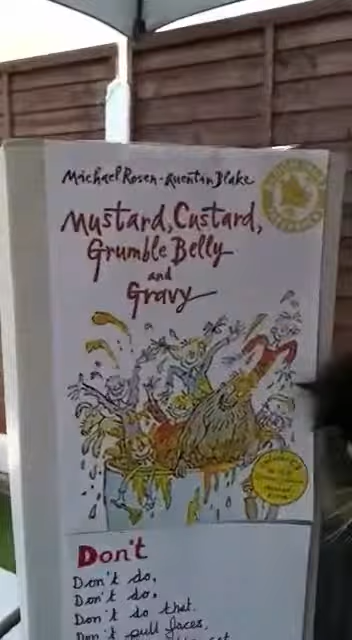 Michael Rosen - Quentin Blake
Mustard, Custard,
Grumble Belly
and
Gravy
Don't
Don't do,
Don't do,
Don't do that.
Don't pull faces,